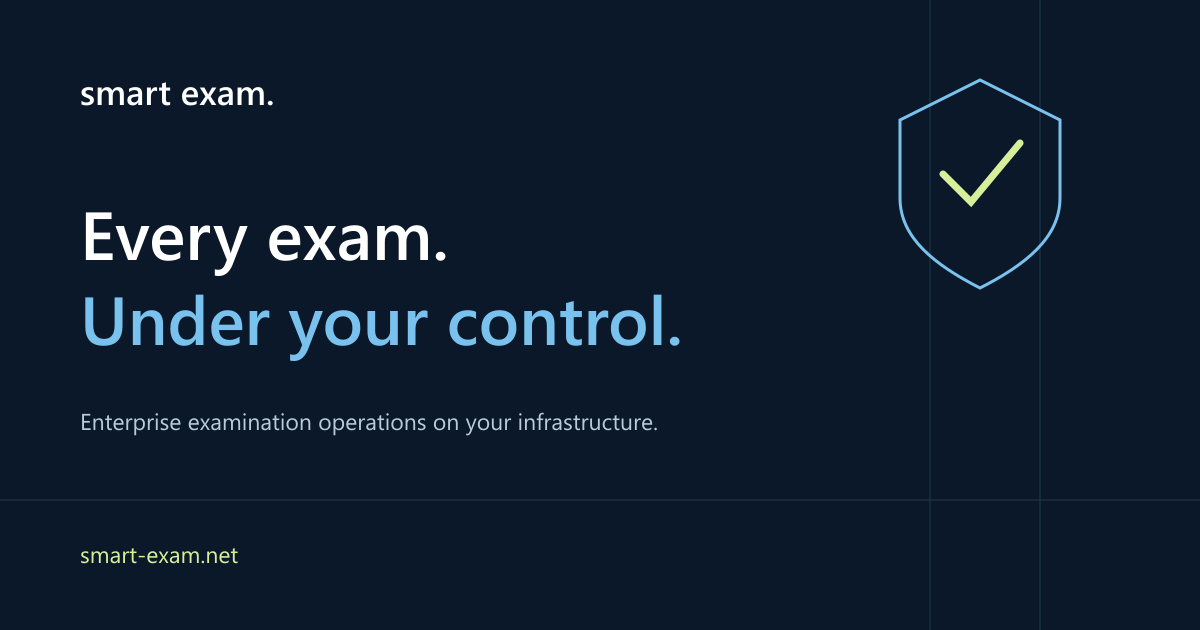 smart exam.
Every exam.
Under your control.
Enterprise examination operations on your infrastructure.
smart-exam.net